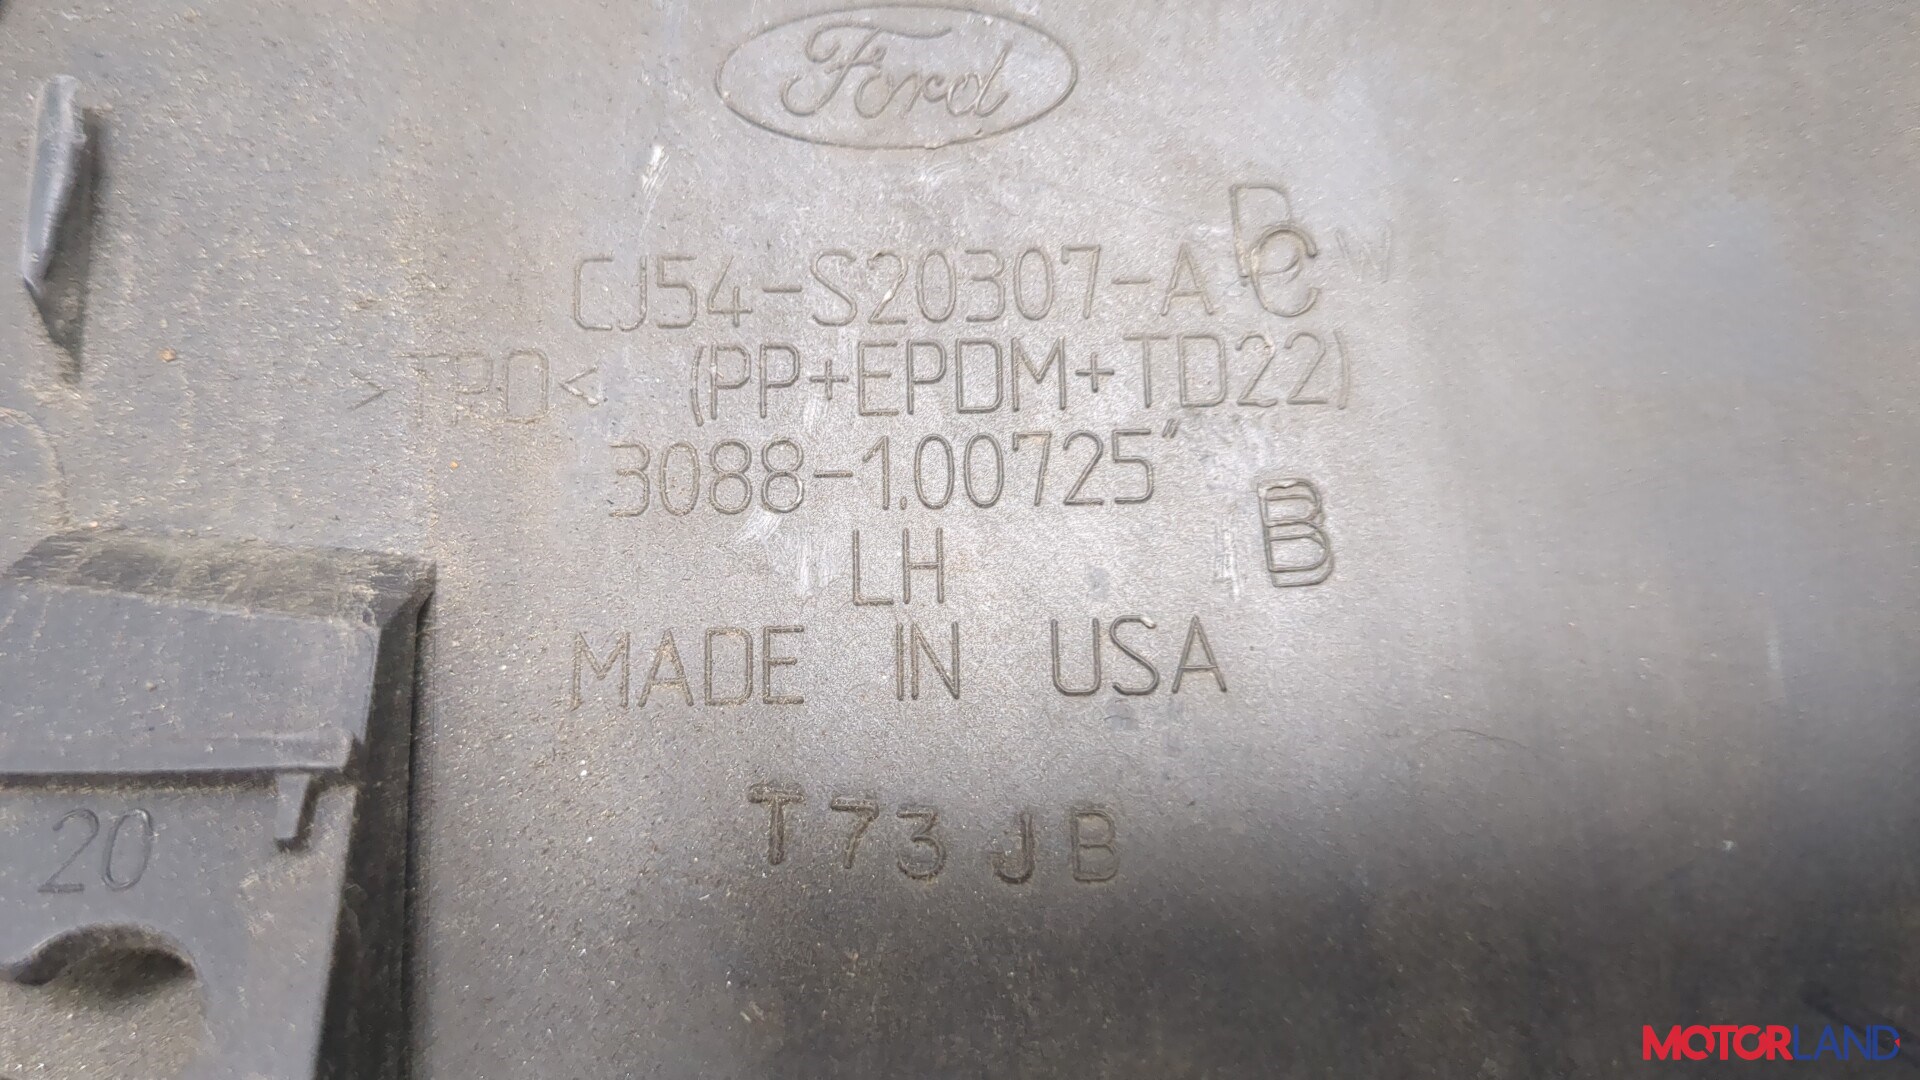 Ford
CJ54-S20307-A C W
>TPO< (PP+EPDM+TD22)
3088-1.00725"
LH B
MADE IN USA
T73JB
20
MOTORLAND